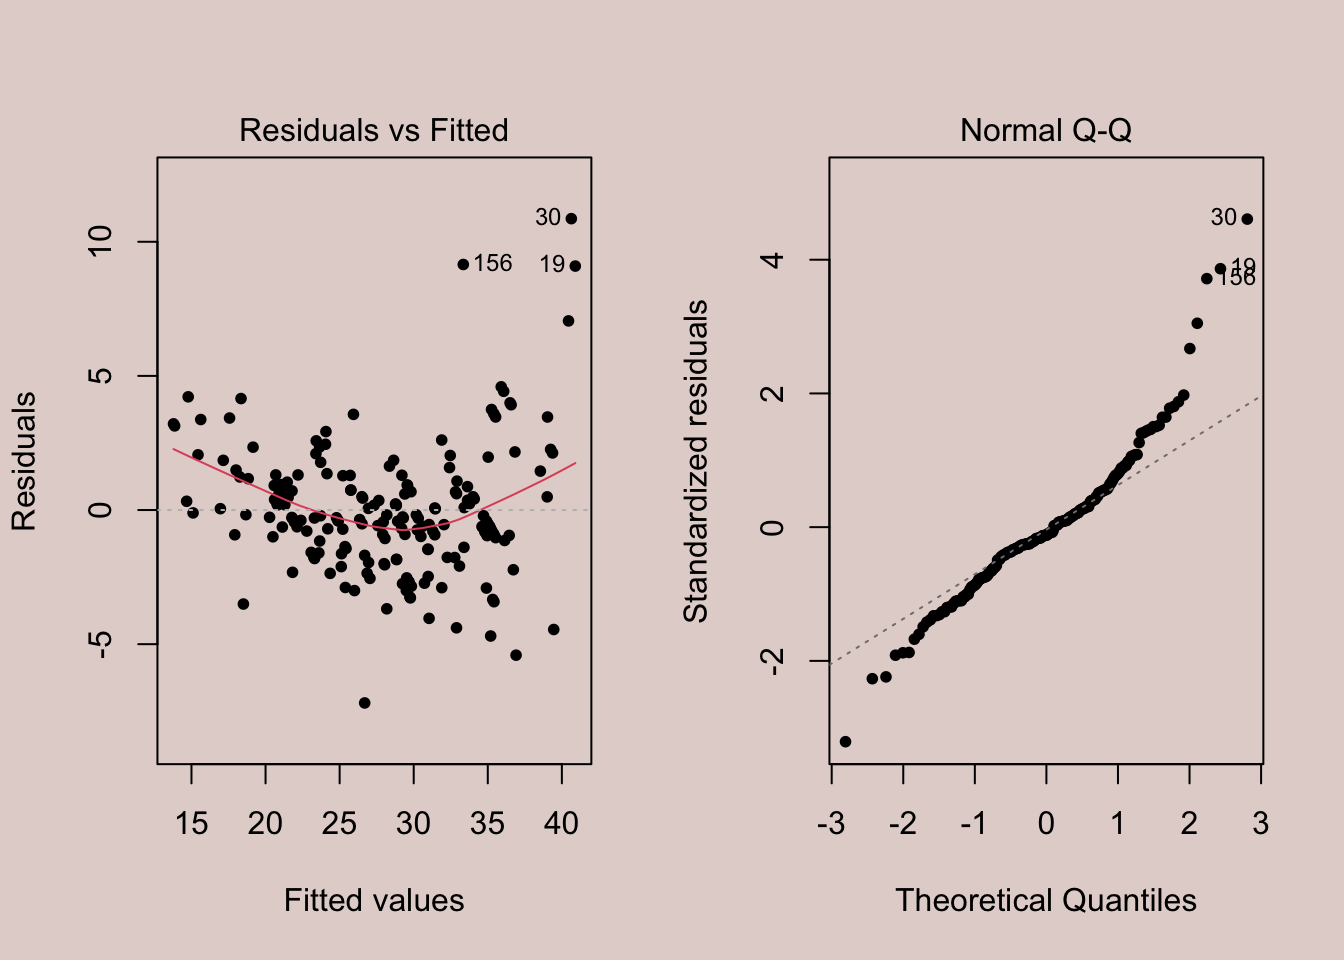 Residuals vs Fitted
Residuals
10
5
0
-5
30
156
19
15 20 25 30 35 40
Fitted values
Normal Q-Q
Standardized residuals
4
2
0
-2
30
19
156
-3 -2 -1 0 1 2 3
Theoretical Quantiles